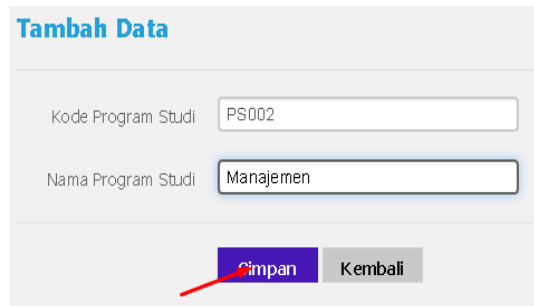 Tambah Data
Kode Program Studi PS002
Nama Program Studi Manajemen
Simpan Kembali